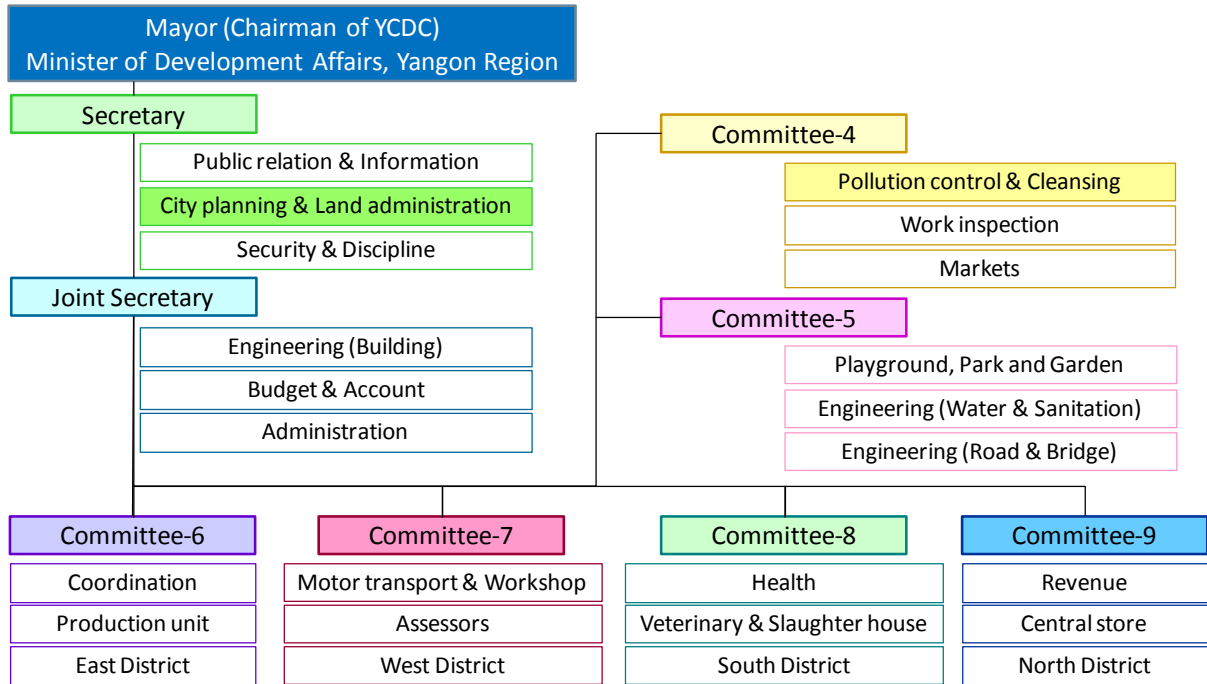 Mayor (Chairman of YCDC)
Minister of Development Affairs, Yangon Region
Secretary
Public relation & Information
City planning & Land administration
Security & Discipline
Joint Secretary
Engineering (Building)
Budget & Account
Administration
Committee-4
Pollution control & Cleansing
Work inspection
Markets
Committee-5
Playground, Park and Garden
Engineering (Water & Sanitation)
Engineering (Road & Bridge)
Committee-6
Coordination
Production unit
East District
Committee-7
Motor transport & Workshop
Assessors
West District
Committee-8
Health
Veterinary & Slaughter house
South District
Committee-9
Revenue
Central store
North District